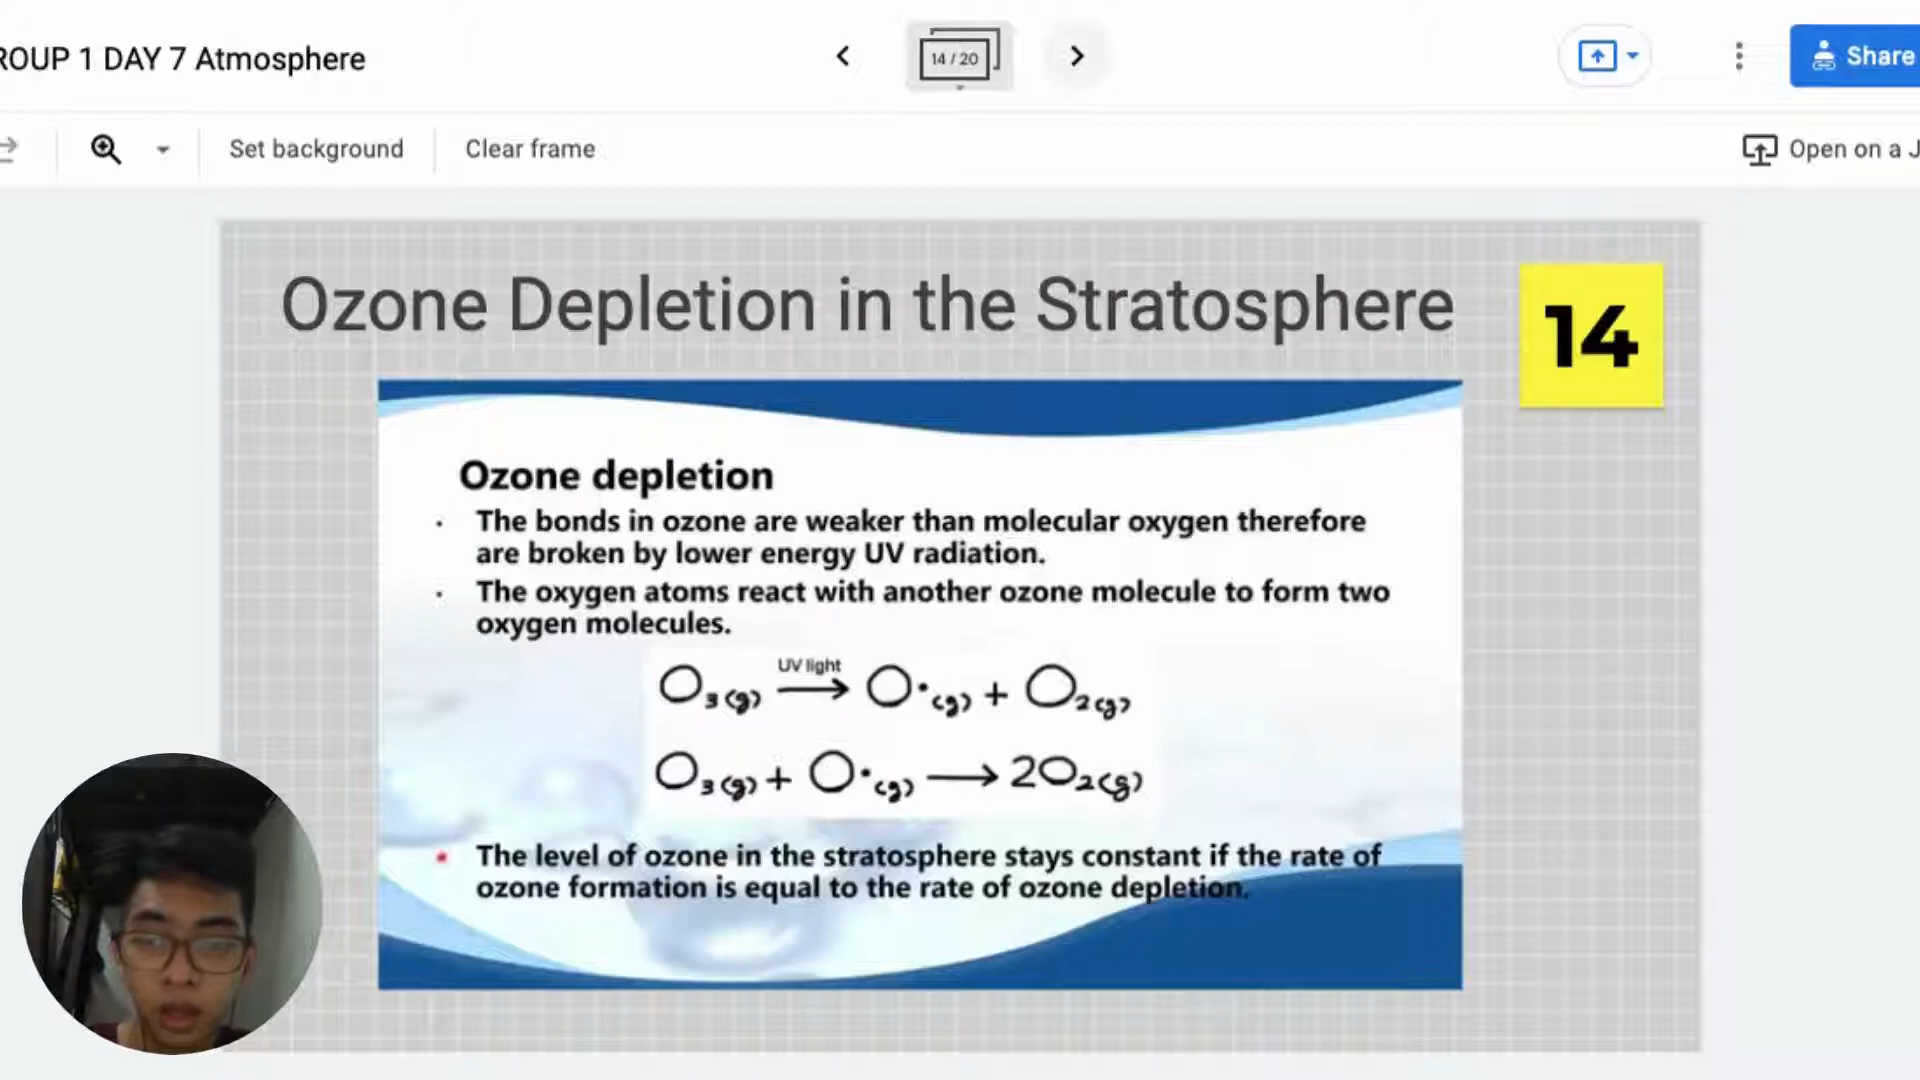 ROUP 1 DAY 7 Atmosphere
14 / 20
Share
Set background
Clear frame
Open on a J
Ozone Depletion in the Stratosphere
14
Ozone depletion
· The bonds in ozone are weaker than molecular oxygen therefore
are broken by lower energy UV radiation.
· The oxygen atoms react with another ozone molecule to form two
oxygen molecules.
UV light
O₃(g) ⟶ O·(g) + O₂(g)
O₃(g) + O·(g) ⟶ 2O₂(g)
• The level of ozone in the stratosphere stays constant if the rate of
ozone formation is equal to the rate of ozone depletion.